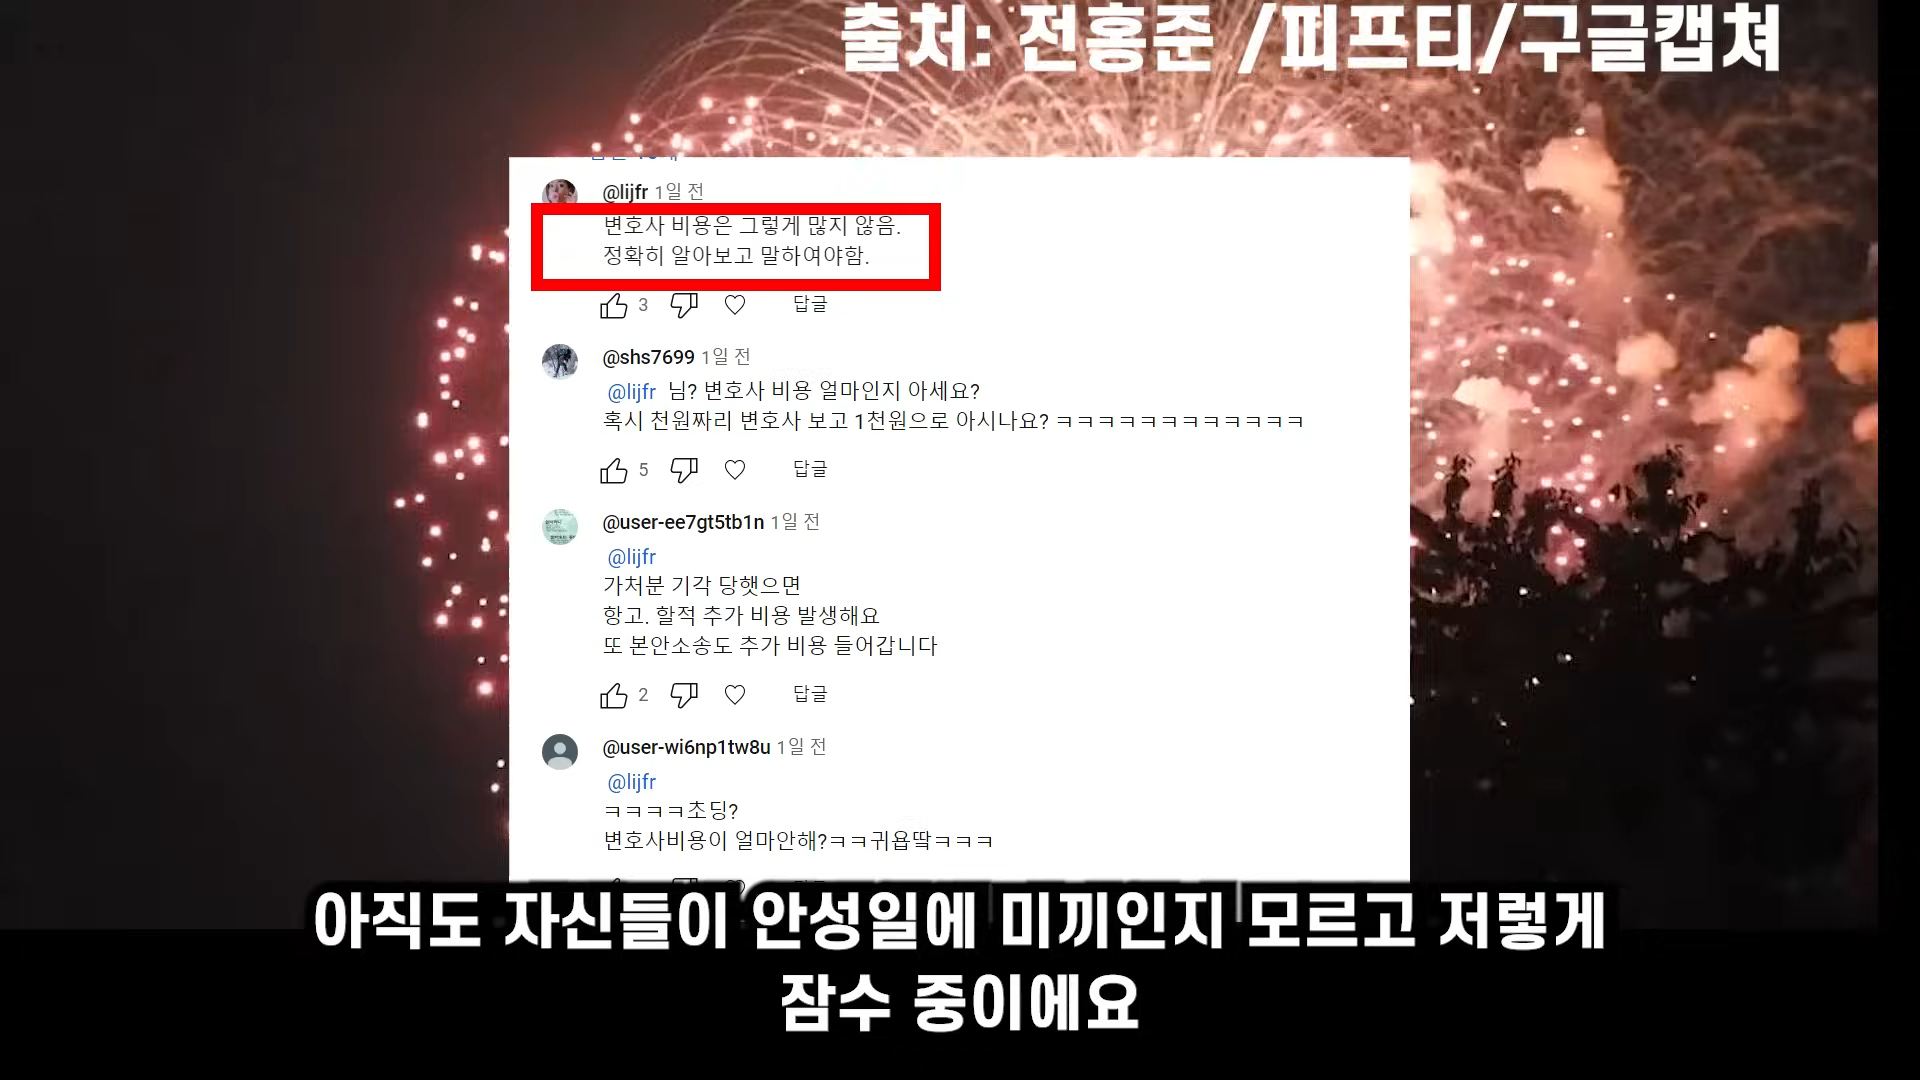 출처: 전홍준 /피프티/구글캡쳐
@lijfr 1일 전
변호사 비용은 그렇게 많지 않음.
정확히 알아보고 말하여야함.
3 답글
@shs7699 1일 전
@lijfr 님? 변호사 비용 얼마인지 아세요?
혹시 천원짜리 변호사 보고 1천원으로 아시나요? ㅋㅋㅋㅋㅋㅋㅋㅋㅋㅋㅋㅋ
5 답글
@user-ee7gt5tb1n 1일 전
@lijfr
가처분 기각 당햇으면
항고. 할적 추가 비용 발생해요
또 본안소송도 추가 비용 들어갑니다
2 답글
@user-wi6np1tw8u 1일 전
@lijfr
ㅋㅋㅋㅋ초딩?
변호사비용이 얼마안해?ㅋㅋ귀욥땈ㅋㅋㅋ
아직도 자신들이 안성일에 미끼인지 모르고 저렇게
잠수 중이에요